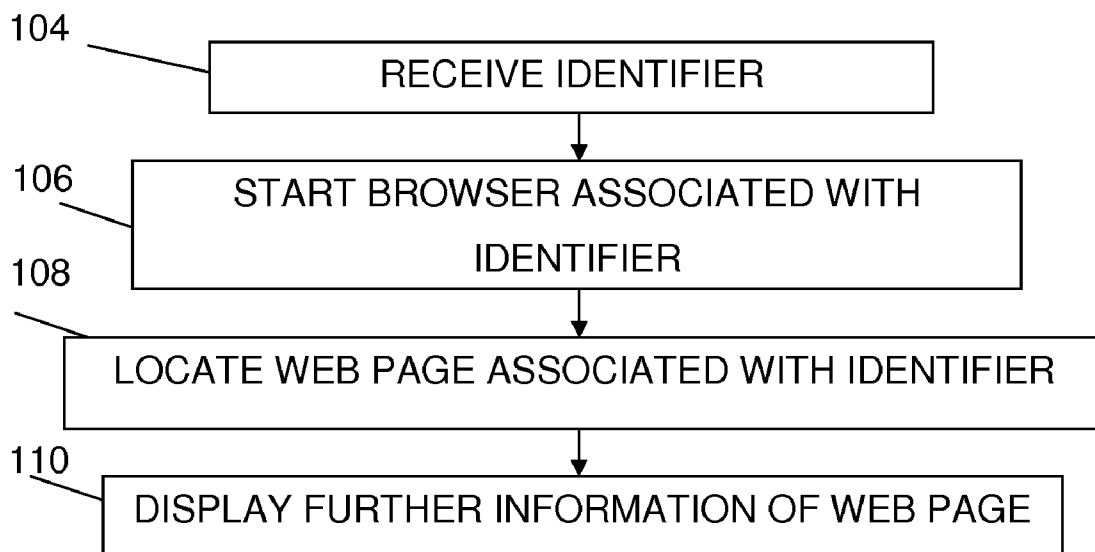 104
RECEIVE IDENTIFIER
106
START BROWSER ASSOCIATED WITH
IDENTIFIER
108
LOCATE WEB PAGE ASSOCIATED WITH IDENTIFIER
110
DISPLAY FURTHER INFORMATION OF WEB PAGE